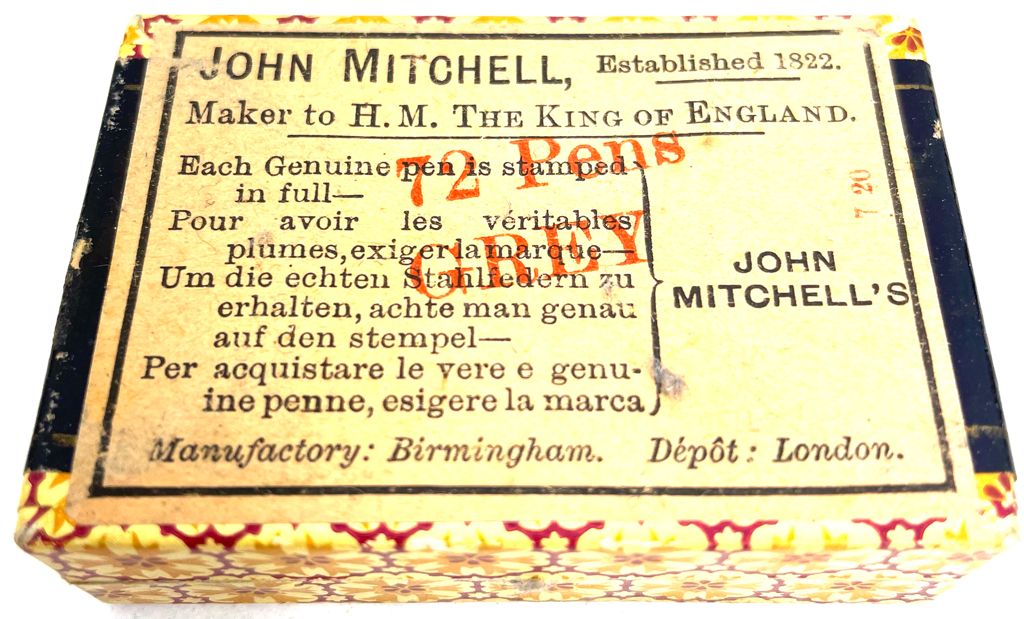 JOHN MITCHELL, Established 1822.
Maker to H. M. THE KING OF ENGLAND.
72 Pens
GREY
7 20
Each Genuine pen is stamped
in full—
Pour avoir les véritables
plumes, exiger la marque—
Um die echten Stahlfedern zu
erhalten, achte man genau
auf den stempel—
Per acquistare le vere e genu-
ine penne, esigere la marca
JOHN
MITCHELL'S
Manufactory: Birmingham. Dépôt: London.